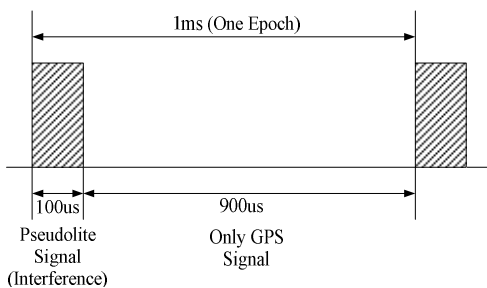 1ms (One Epoch)
100us
900us
Pseudolite
Signal
(Interference)
Only GPS
Signal